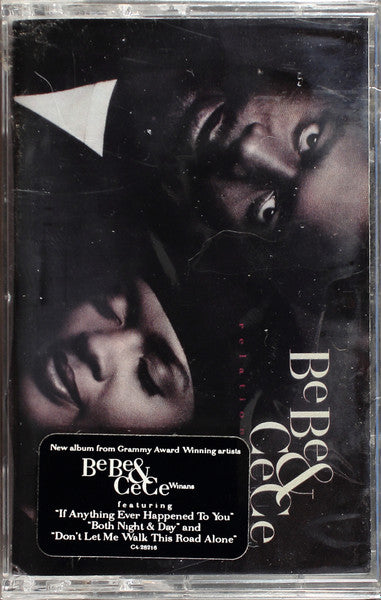 relation
BeBe&
CeCe
New album from Grammy Award Winning artists
BeBe&
CeCe Winans
featuring
"If Anything Ever Happened To You"
"Both Night & Day" and
"Don't Let Me Walk This Road Alone"
C4-28216